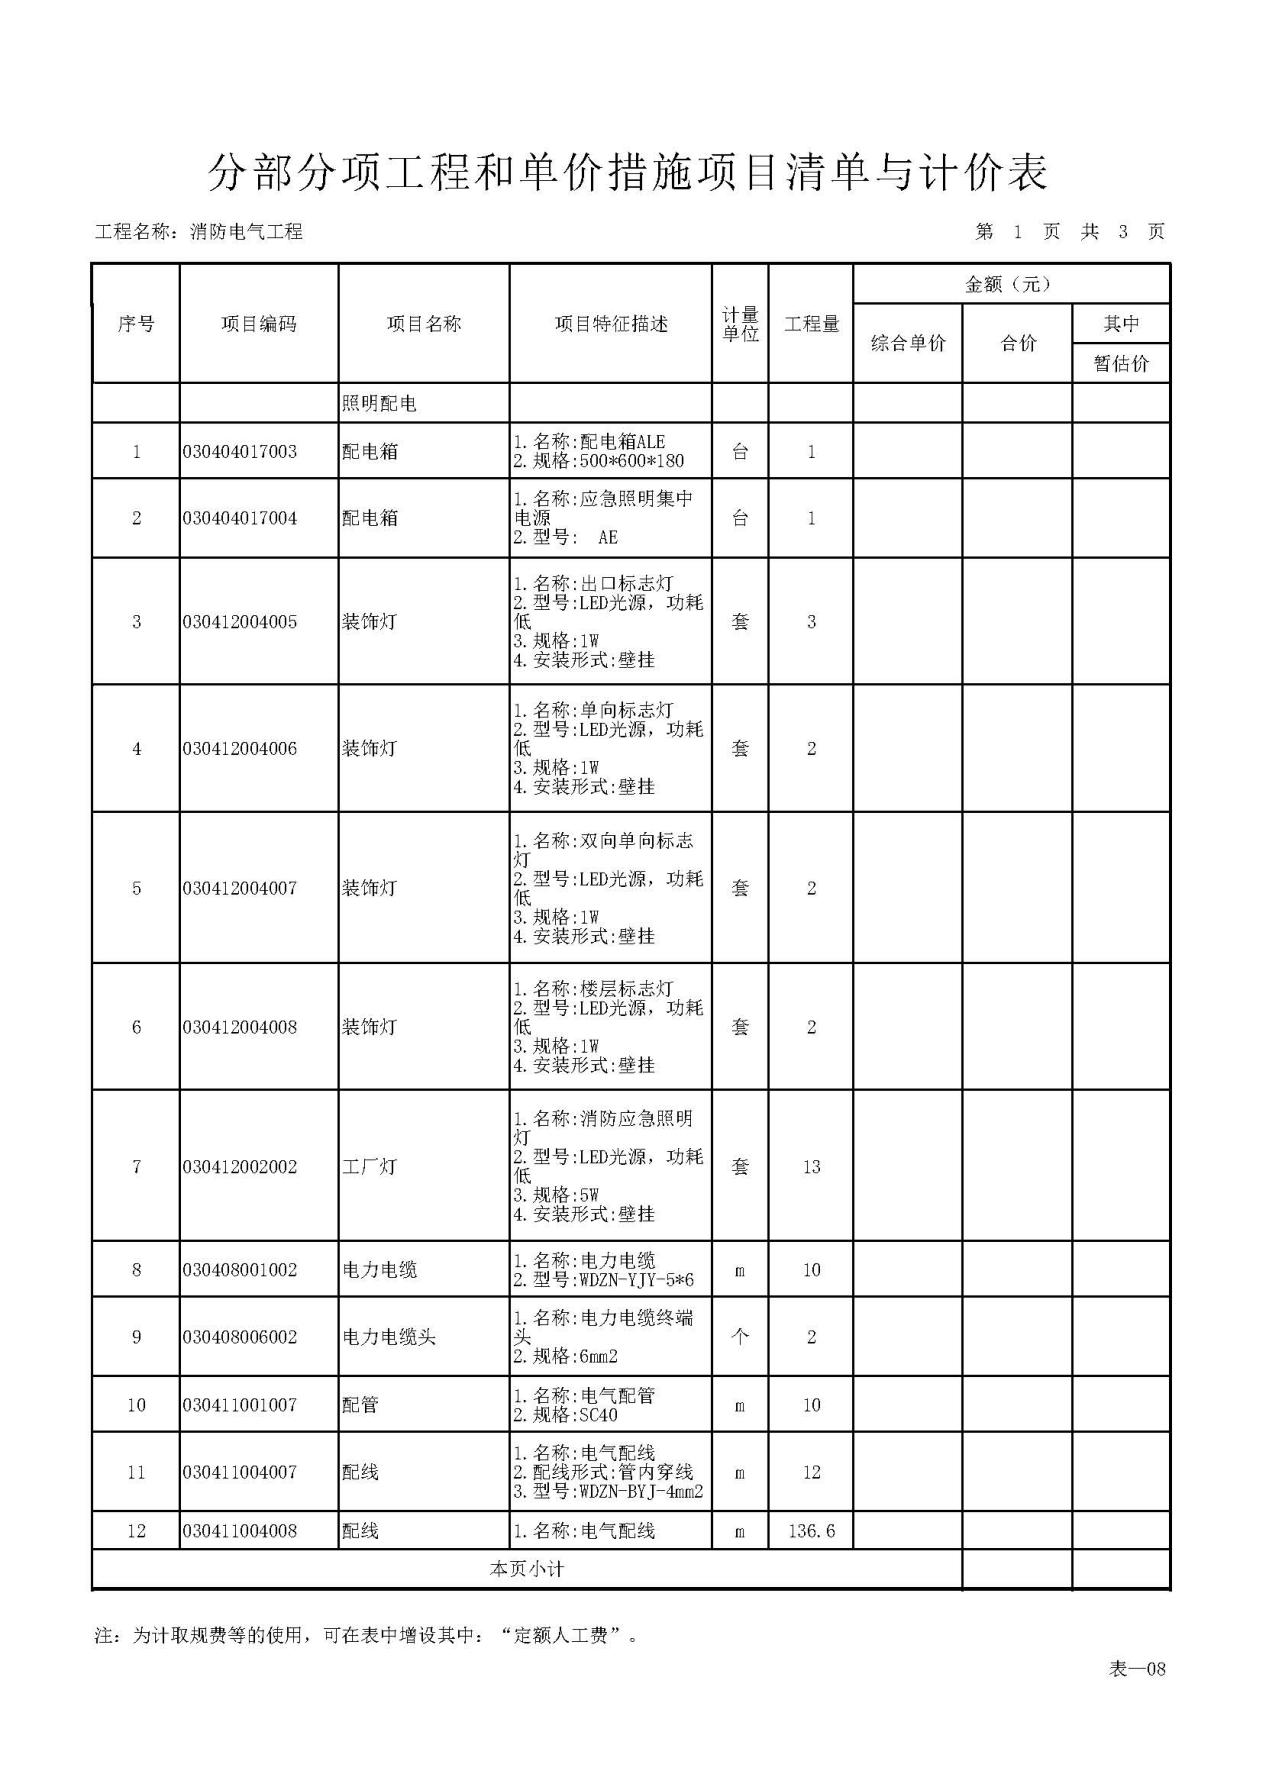 分部分项工程和单价措施项目清单与计价表
工程名称：消防电气工程 第 1 页 共 3 页
序号 项目编码 项目名称 项目特征描述 计量单位 工程量 金额（元）
综合单价 合价 其中
暂估价
照明配电
1 030404017003 配电箱 1.名称:配电箱ALE
2.规格:500*600*180 台 1
2 030404017004 配电箱 1.名称:应急照明集中
电源
2.型号: AE 台 1
3 030412004005 装饰灯 1.名称:出口标志灯
2.型号:LED光源，功耗
低
3.规格:1W
4.安装形式:壁挂 套 3
4 030412004006 装饰灯 1.名称:单向标志灯
2.型号:LED光源，功耗
低
3.规格:1W
4.安装形式:壁挂 套 2
5 030412004007 装饰灯 1.名称:双向单向标志
灯
2.型号:LED光源，功耗
低
3.规格:1W
4.安装形式:壁挂 套 2
6 030412004008 装饰灯 1.名称:楼层标志灯
2.型号:LED光源，功耗
低
3.规格:1W
4.安装形式:壁挂 套 2
7 030412002002 工厂灯 1.名称:消防应急照明
灯
2.型号:LED光源，功耗
低
3.规格:5W
4.安装形式:壁挂 套 13
8 030408001002 电力电缆 1.名称:电力电缆
2.型号:WDZN-YJY-5*6 m 10
9 030408006002 电力电缆头 1.名称:电力电缆终端
头
2.规格:6mm2 个 2
10 030411001007 配管 1.名称:电气配管
2.规格:SC40 m 10
11 030411004007 配线 1.名称:电气配线
2.配线形式:管内穿线
3.型号:WDZN-BYJ-4mm2 m 12
12 030411004008 配线 1.名称:电气配线 m 136.6
本页小计
注：为计取规费等的使用，可在表中增设其中：“定额人工费”。
表—08